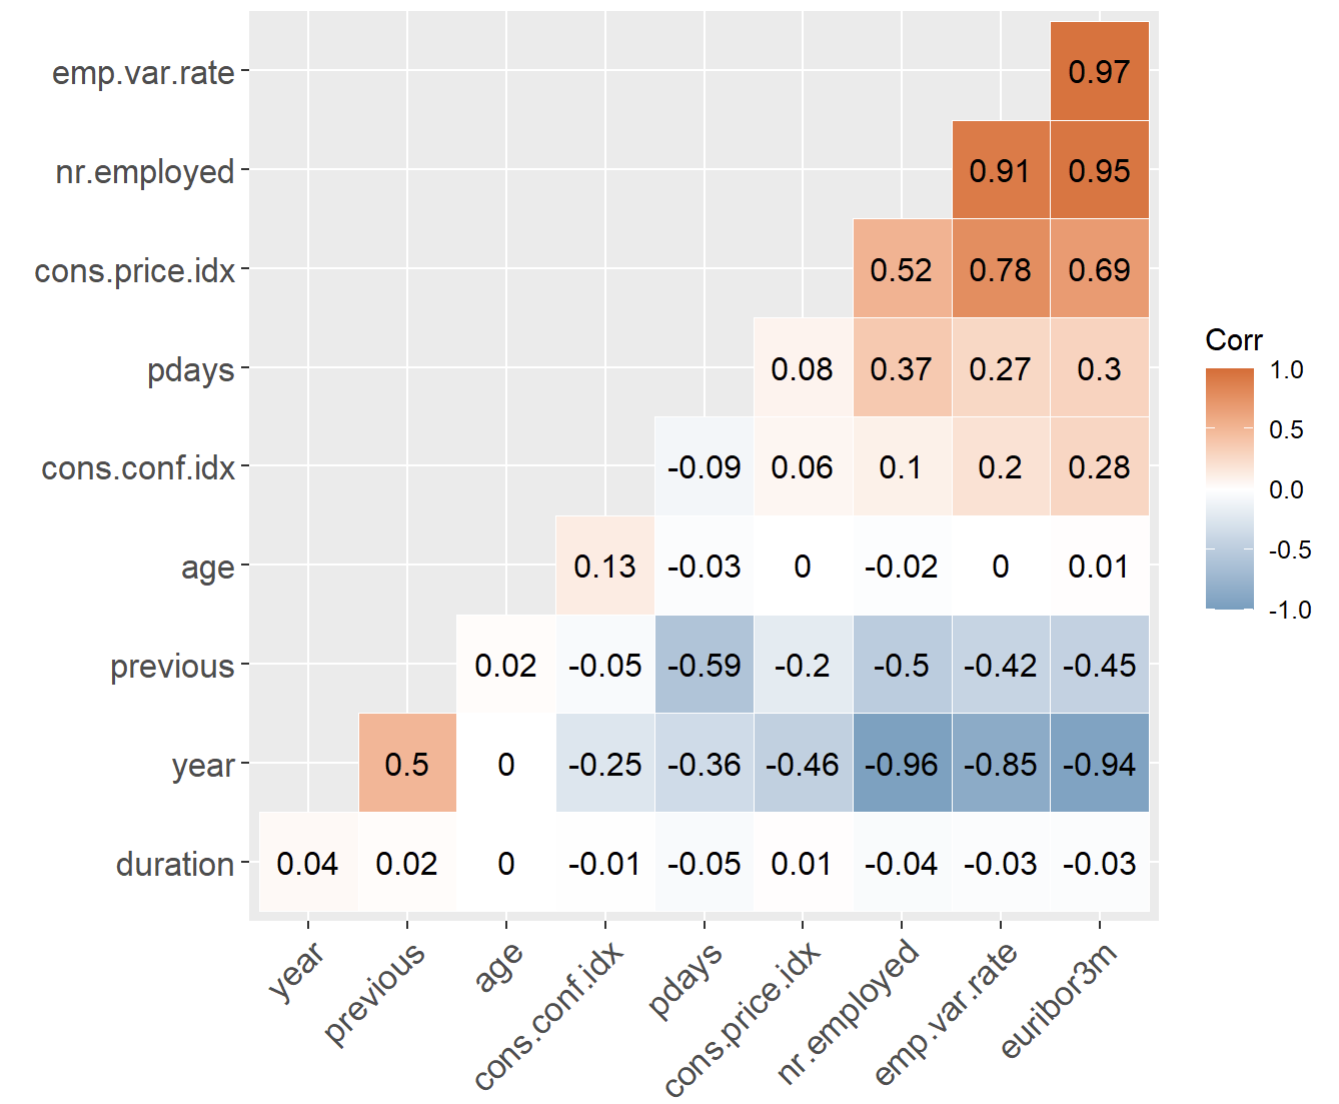 emp.var.rate 0.97
nr.employed 0.91 0.95
cons.price.idx 0.52 0.78 0.69
pdays 0.08 0.37 0.27 0.3
cons.conf.idx -0.09 0.06 0.1 0.2 0.28
age 0.13 -0.03 0 -0.02 0 0.01
previous 0.02 -0.05 -0.59 -0.2 -0.5 -0.42 -0.45
year 0.5 0 -0.25 -0.36 -0.46 -0.96 -0.85 -0.94
duration 0.04 0.02 0 -0.01 -0.05 0.01 -0.04 -0.03 -0.03
year previous age cons.conf.idx pdays cons.price.idx nr.employed emp.var.rate euribor3m
Corr
1.0
0.5
0.0
-0.5
-1.0